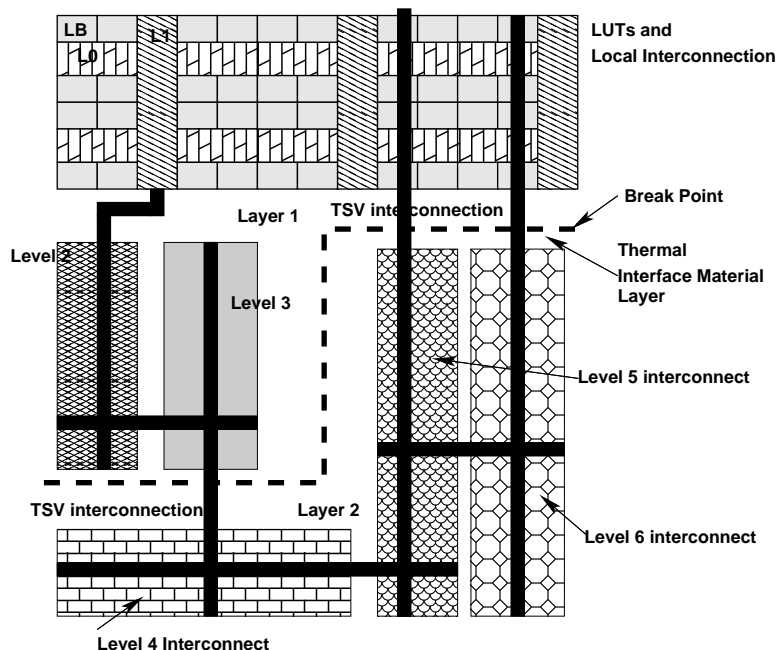 LB
L1
LUTs and
L0
Local Interconnection
Break Point
TSV interconnection
Layer 1
Thermal
Level 2
Interface Material
Layer
Level 3
Level 5 interconnect
TSV interconnection
Layer 2
Level 6 interconnect
Level 4 Interconnect